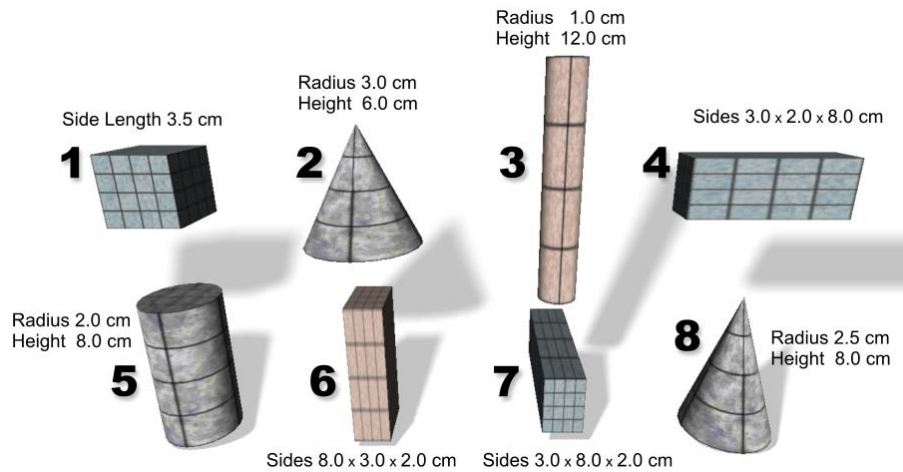 Radius 1.0 cm
Height 12.0 cm
Radius 3.0 cm
Height 6.0 cm
Side Length 3.5 cm
Sides 3.0 x 2.0 x 8.0 cm
1
2
3
4
Radius 2.0 cm
Height 8.0 cm
Radius 2.5 cm
Height 8.0 cm
5
6
7
8
Sides 8.0 x 3.0 x 2.0 cm
Sides 3.0 x 8.0 x 2.0 cm